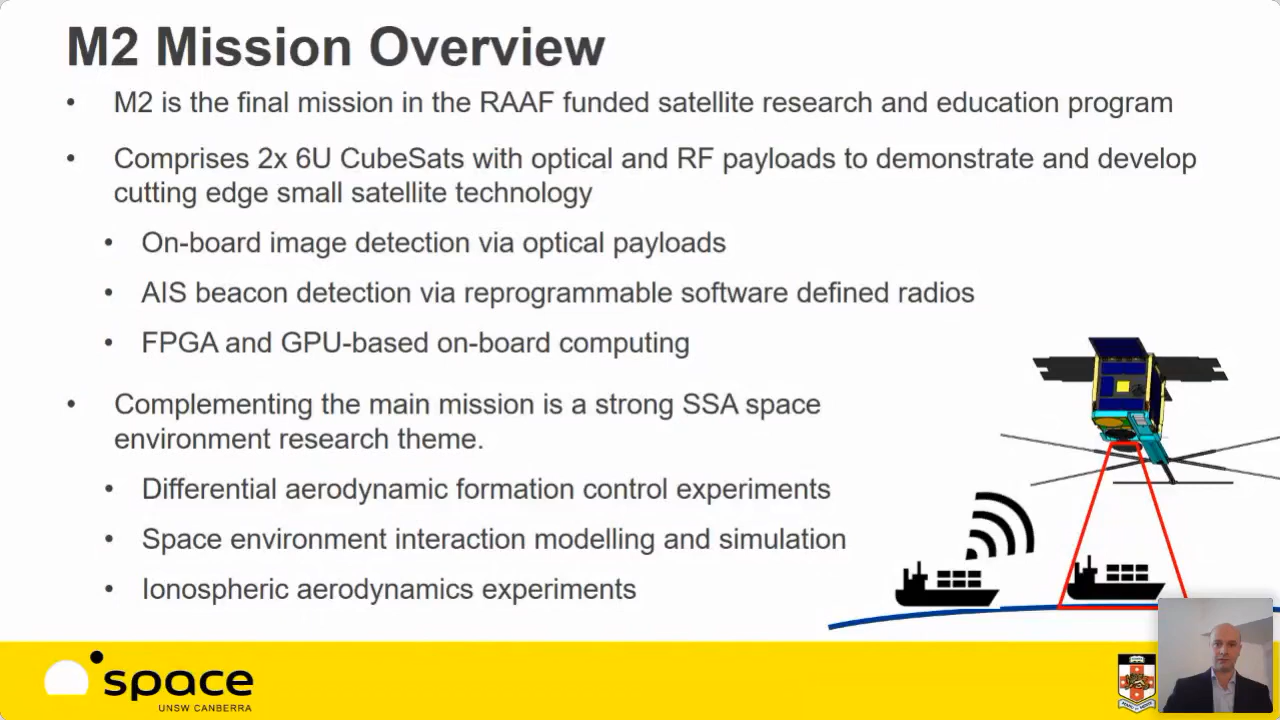 M2 Mission Overview
• M2 is the final mission in the RAAF funded satellite research and education program
• Comprises 2x 6U CubeSats with optical and RF payloads to demonstrate and develop
cutting edge small satellite technology
• On-board image detection via optical payloads
• AIS beacon detection via reprogrammable software defined radios
• FPGA and GPU-based on-board computing
• Complementing the main mission is a strong SSA space
environment research theme.
• Differential aerodynamic formation control experiments
• Space environment interaction modelling and simulation
• Ionospheric aerodynamics experiments
space
UNSW CANBERRA